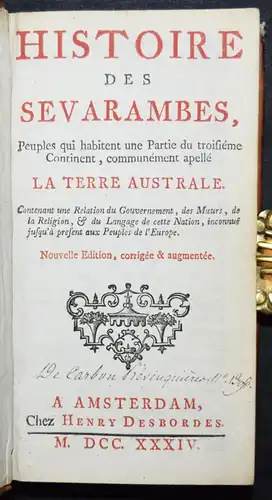 HISTOIRE
DES
SEVARAMBES,
Peuples qui habitent une Partie du troisiéme
Continent, communément apellé
LA TERRE AUSTRALE.
Contenant une Relation du Gouvernement, des Mœurs, de
la Religion, & du Langage de cette Nation, inconnuë
jusqu'à present aux Peuples de l'Europe.
Nouvelle Edition, corrigée & augmentée.
De Carbon
A AMSTERDAM,
Chez HENRY DESBORDES.
M. DCC. XXXIV.